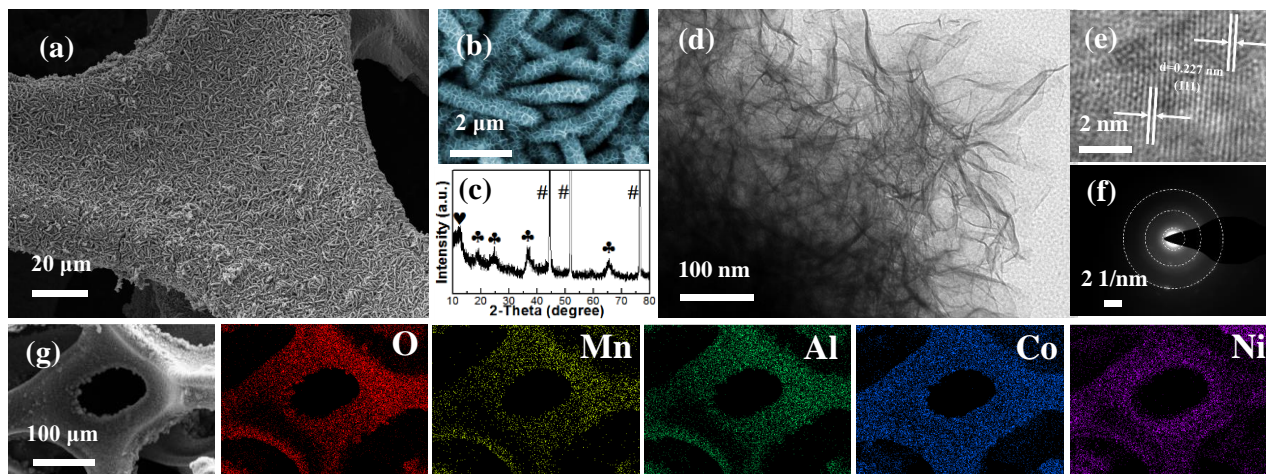 (a)
20 μm
(b)
2 μm
(c)
Intensity (a.u.)
♥ ♣ ♣ ♣ # # ♣ #
10 20 30 40 50 60 70 80
2-Theta (degree)
(d)
100 nm
(e)
d=0.227 nm
(111)
2 nm
(f)
2 1/nm
(g)
100 μm
O
Mn
Al
Co
Ni